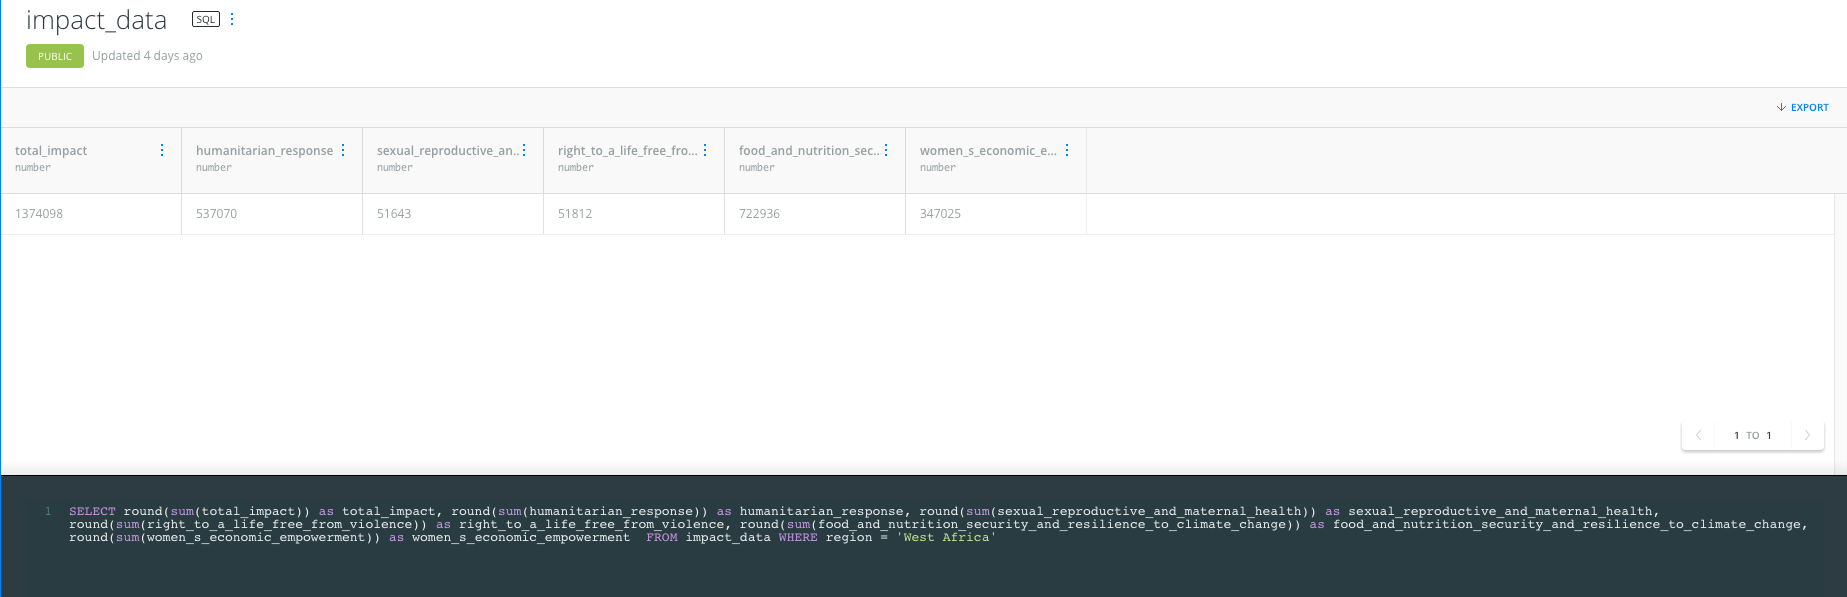 impact_data SQL
PUBLIC Updated 4 days ago
EXPORT
total_impact humanitarian_response sexual_reproductive_an... right_to_a_life_free_fro... food_and_nutrition_sec... women_s_economic_e...
number number number number number number
1374098 537070 51643 51812 722936 347025
1 TO 1
1 SELECT round(sum(total_impact)) as total_impact, round(sum(humanitarian_response)) as humanitarian_response, round(sum(sexual_reproductive_and_maternal_health)) as sexual_reproductive_and_maternal_health,
round(sum(right_to_a_life_free_from_violence)) as right_to_a_life_free_from_violence, round(sum(food_and_nutrition_security_and_resilience_to_climate_change)) as food_and_nutrition_security_and_resilience_to_climate_change,
round(sum(women_s_economic_empowerment)) as women_s_economic_empowerment  FROM impact_data WHERE region = 'West Africa'